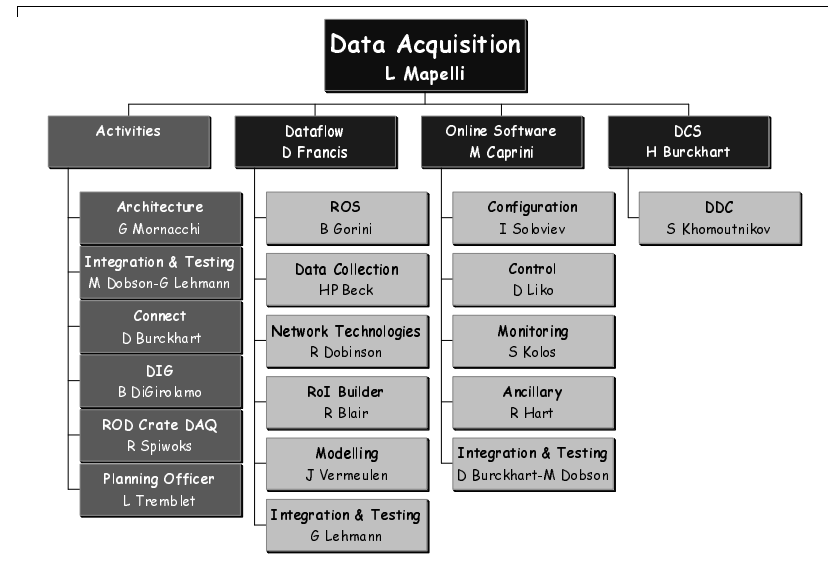 Data Acquisition
L Mapelli
Activities
Architecture
G Mornacchi
Integration & Testing
M Dobson-G Lehmann
Connect
D Burckhart
DIG
B DiGirolamo
ROD Crate DAQ
R Spiwoks
Planning Officer
L Tremblet
Dataflow
D Francis
ROS
B Gorini
Data Collection
HP Beck
Network Technologies
R Dobinson
RoI Builder
R Blair
Modelling
J Vermeulen
Integration & Testing
G Lehmann
Online Software
M Caprini
Configuration
I Soloviev
Control
D Liko
Monitoring
S Kolos
Ancillary
R Hart
Integration & Testing
D Burckhart-M Dobson
DCS
H Burckhart
DDC
S Khomoutnikov